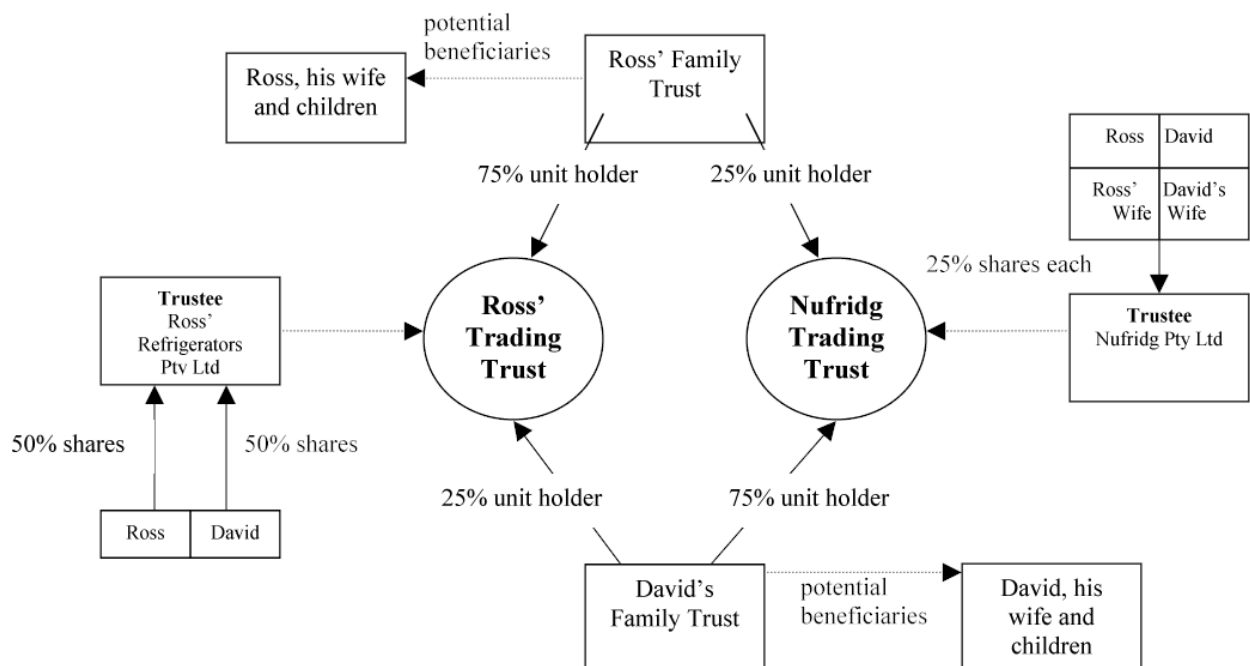 potential
beneficiaries
Ross, his wife
and children
Ross' Family
Trust
Ross
David
Ross'
Wife
David's
Wife
75% unit holder
25% unit holder
25% shares each
Trustee
Ross'
Refrigerators
Ptv Ltd
Ross'
Trading
Trust
Nufridg
Trading
Trust
Trustee
Nufridg Pty Ltd
50% shares
50% shares
25% unit holder
75% unit holder
Ross
David
David's
Family Trust
potential
beneficiaries
David, his
wife and
children